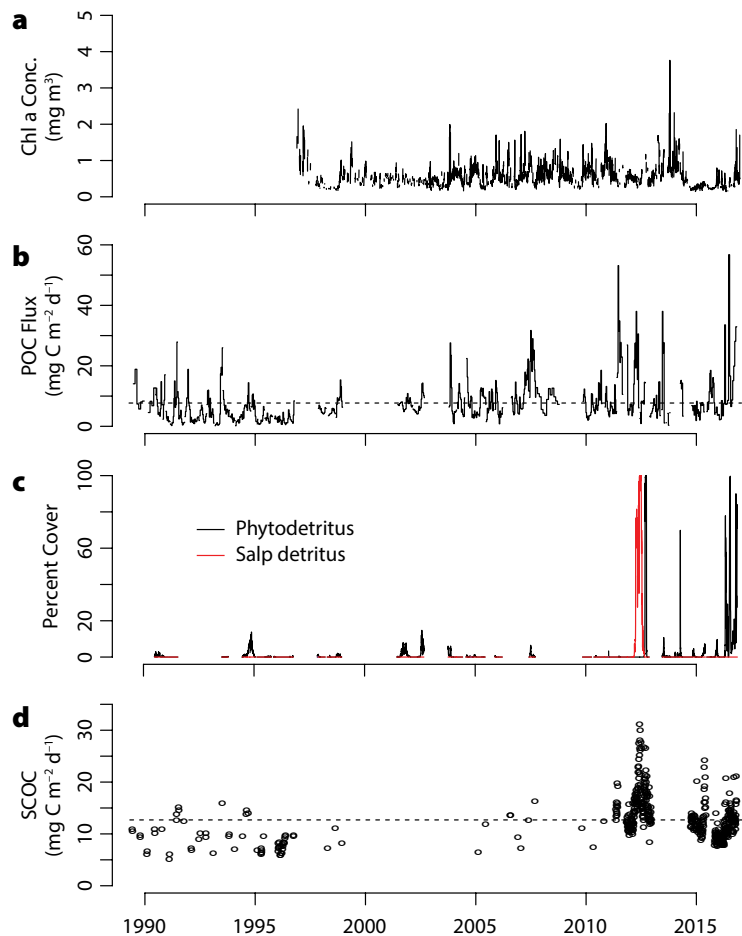 a
Chl a Conc.
(mg m³)
5
4
3
2
1
0
1990 1995 2000 2005 2010 2015
b
POC Flux
(mg C m⁻² d⁻¹)
60
40
20
0
c
Percent Cover
100
60
20
0
Phytodetritus
Salp detritus
d
SCOC
(mg C m⁻² d⁻¹)
30
20
10
0